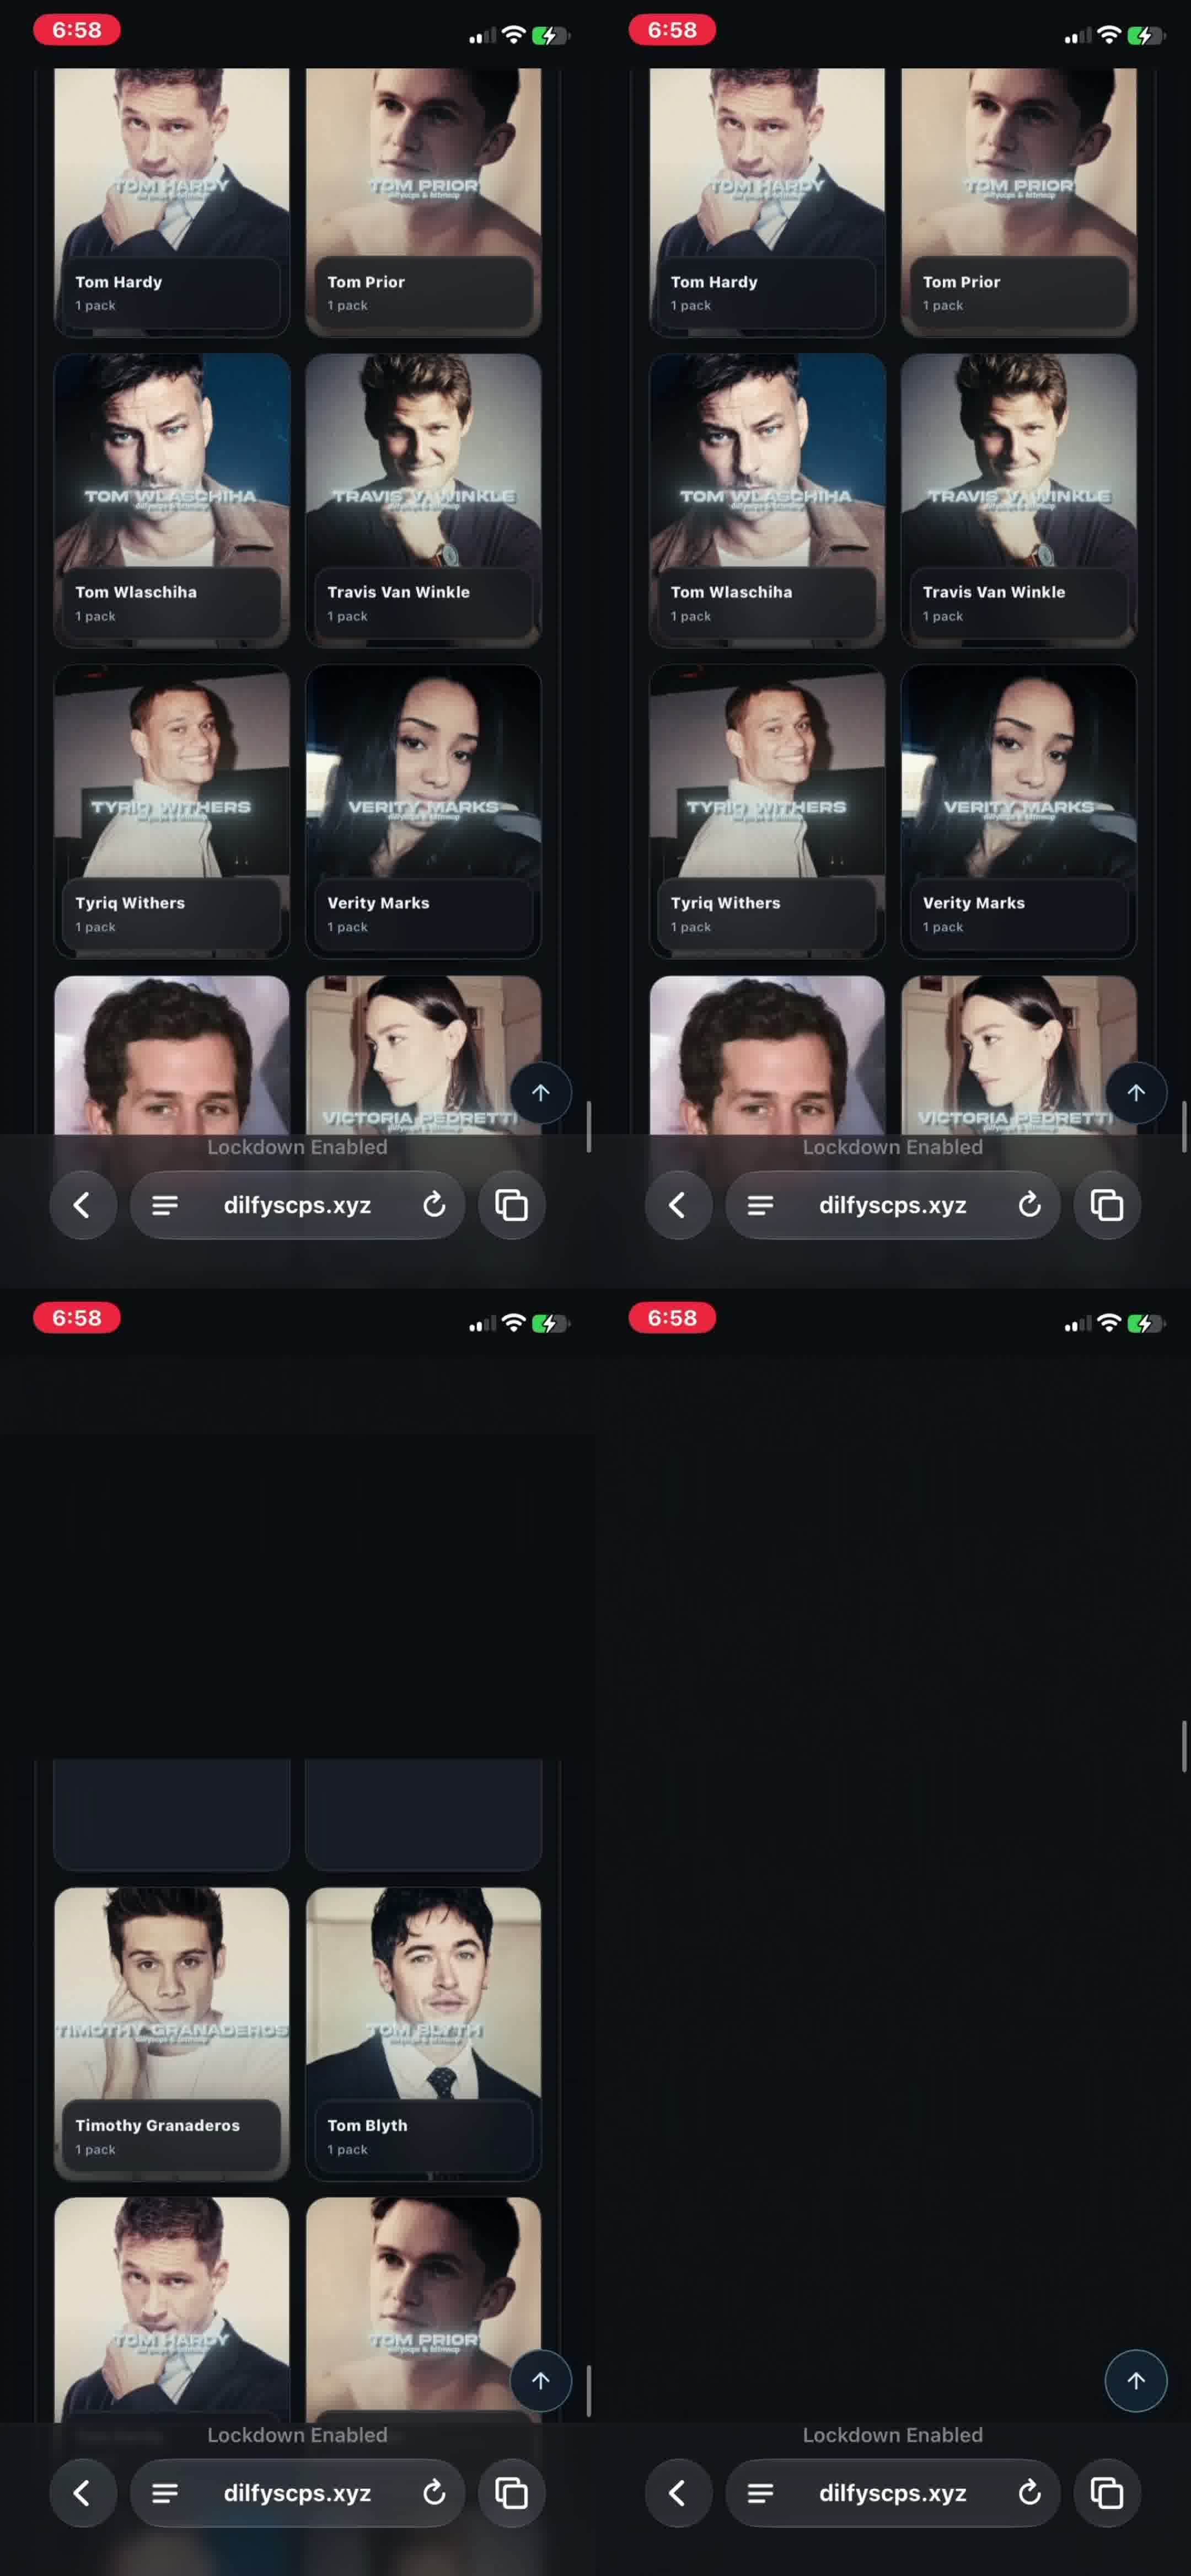 6:58
TOM HARDY
TOM PRIOR
dilfyscps & bttmscp
Tom Hardy
1 pack
Tom Prior
1 pack
TOM WLASCHIHA
TRAVIS V. WINKLE
Tom Wlaschiha
1 pack
Travis Van Winkle
1 pack
TYRIQ WITHERS
VERITY MARKS
Tyriq Withers
1 pack
Verity Marks
1 pack
VICTORIA PEDRETTI
Lockdown Enabled
dilfyscps.xyz
6:58
TOM HARDY
TOM PRIOR
Tom Hardy
1 pack
Tom Prior
1 pack
TOM WLASCHIHA
TRAVIS V. WINKLE
Tom Wlaschiha
1 pack
Travis Van Winkle
1 pack
TYRIQ WITHERS
VERITY MARKS
Tyriq Withers
1 pack
Verity Marks
1 pack
VICTORIA PEDRETTI
Lockdown Enabled
dilfyscps.xyz
6:58
TIMOTHY GRANADEROS
TOM BLYTH
Timothy Granaderos
1 pack
Tom Blyth
1 pack
TOM HARDY
TOM PRIOR
Lockdown Enabled
dilfyscps.xyz
6:58
Lockdown Enabled
dilfyscps.xyz